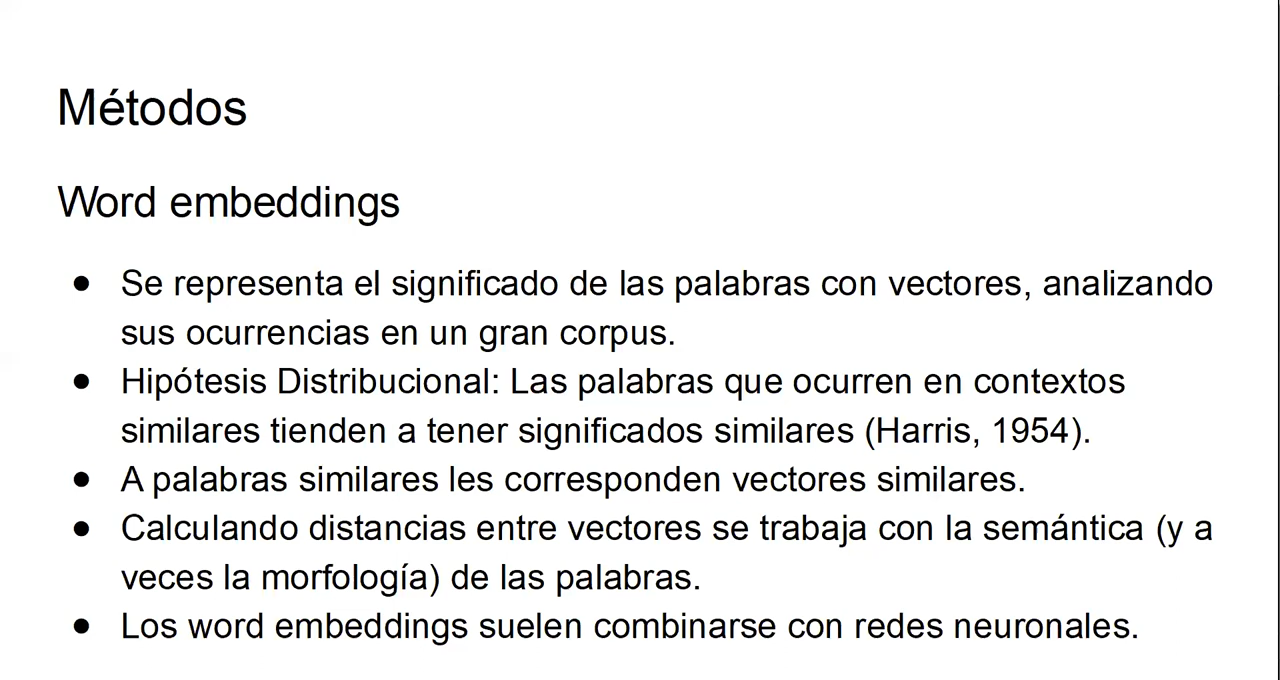 Métodos
Word embeddings
● Se representa el significado de las palabras con vectores, analizando
sus ocurrencias en un gran corpus.
● Hipótesis Distribucional: Las palabras que ocurren en contextos
similares tienden a tener significados similares (Harris, 1954).
● A palabras similares les corresponden vectores similares.
● Calculando distancias entre vectores se trabaja con la semántica (y a
veces la morfología) de las palabras.
● Los word embeddings suelen combinarse con redes neuronales.